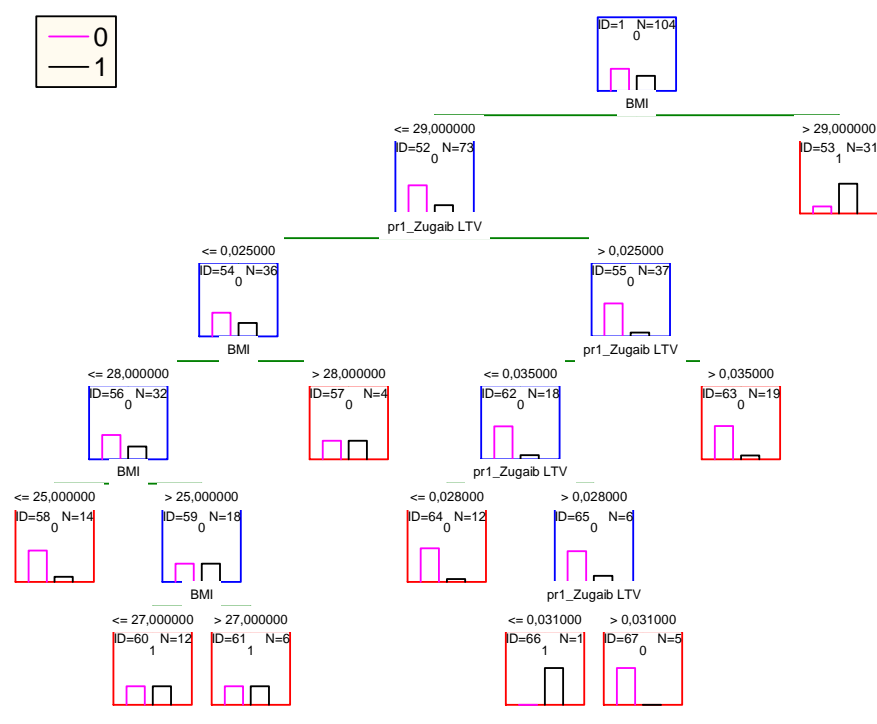 0
1
ID=1 N=104
0
BMI
<= 29,000000
> 29,000000
ID=52 N=73
0
ID=53 N=31
1
pr1_Zugaib LTV
<= 0,025000
> 0,025000
ID=54 N=36
0
ID=55 N=37
0
BMI
pr1_Zugaib LTV
<= 28,000000
> 28,000000
<= 0,035000
> 0,035000
ID=56 N=32
0
ID=57 N=4
0
ID=62 N=18
0
ID=63 N=19
0
BMI
pr1_Zugaib LTV
<= 25,000000
> 25,000000
<= 0,028000
> 0,028000
ID=58 N=14
0
ID=59 N=18
0
ID=64 N=12
0
ID=65 N=6
0
BMI
pr1_Zugaib LTV
<= 27,000000
> 27,000000
<= 0,031000
> 0,031000
ID=60 N=12
1
ID=61 N=6
1
ID=66 N=1
1
ID=67 N=5
0